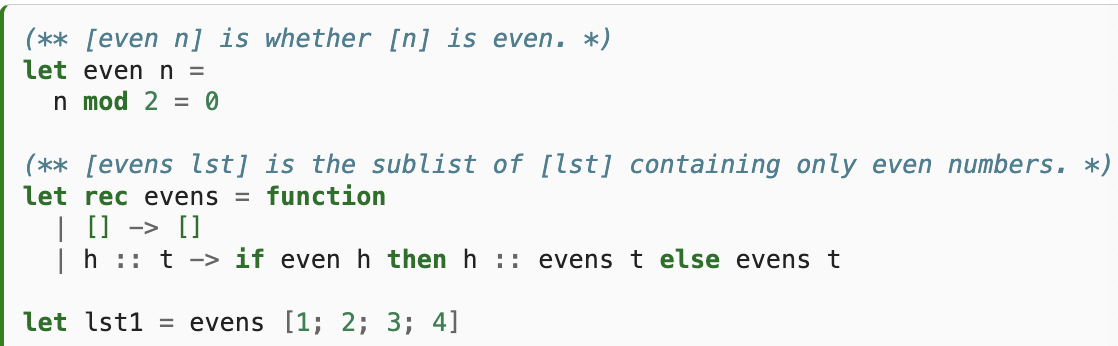 (** [even n] is whether [n] is even. *)
let even n =
  n mod 2 = 0
(** [evens lst] is the sublist of [lst] containing only even numbers. *)
let rec evens = function
  | [] -> []
  | h :: t -> if even h then h :: evens t else evens t
let lst1 = evens [1; 2; 3; 4]